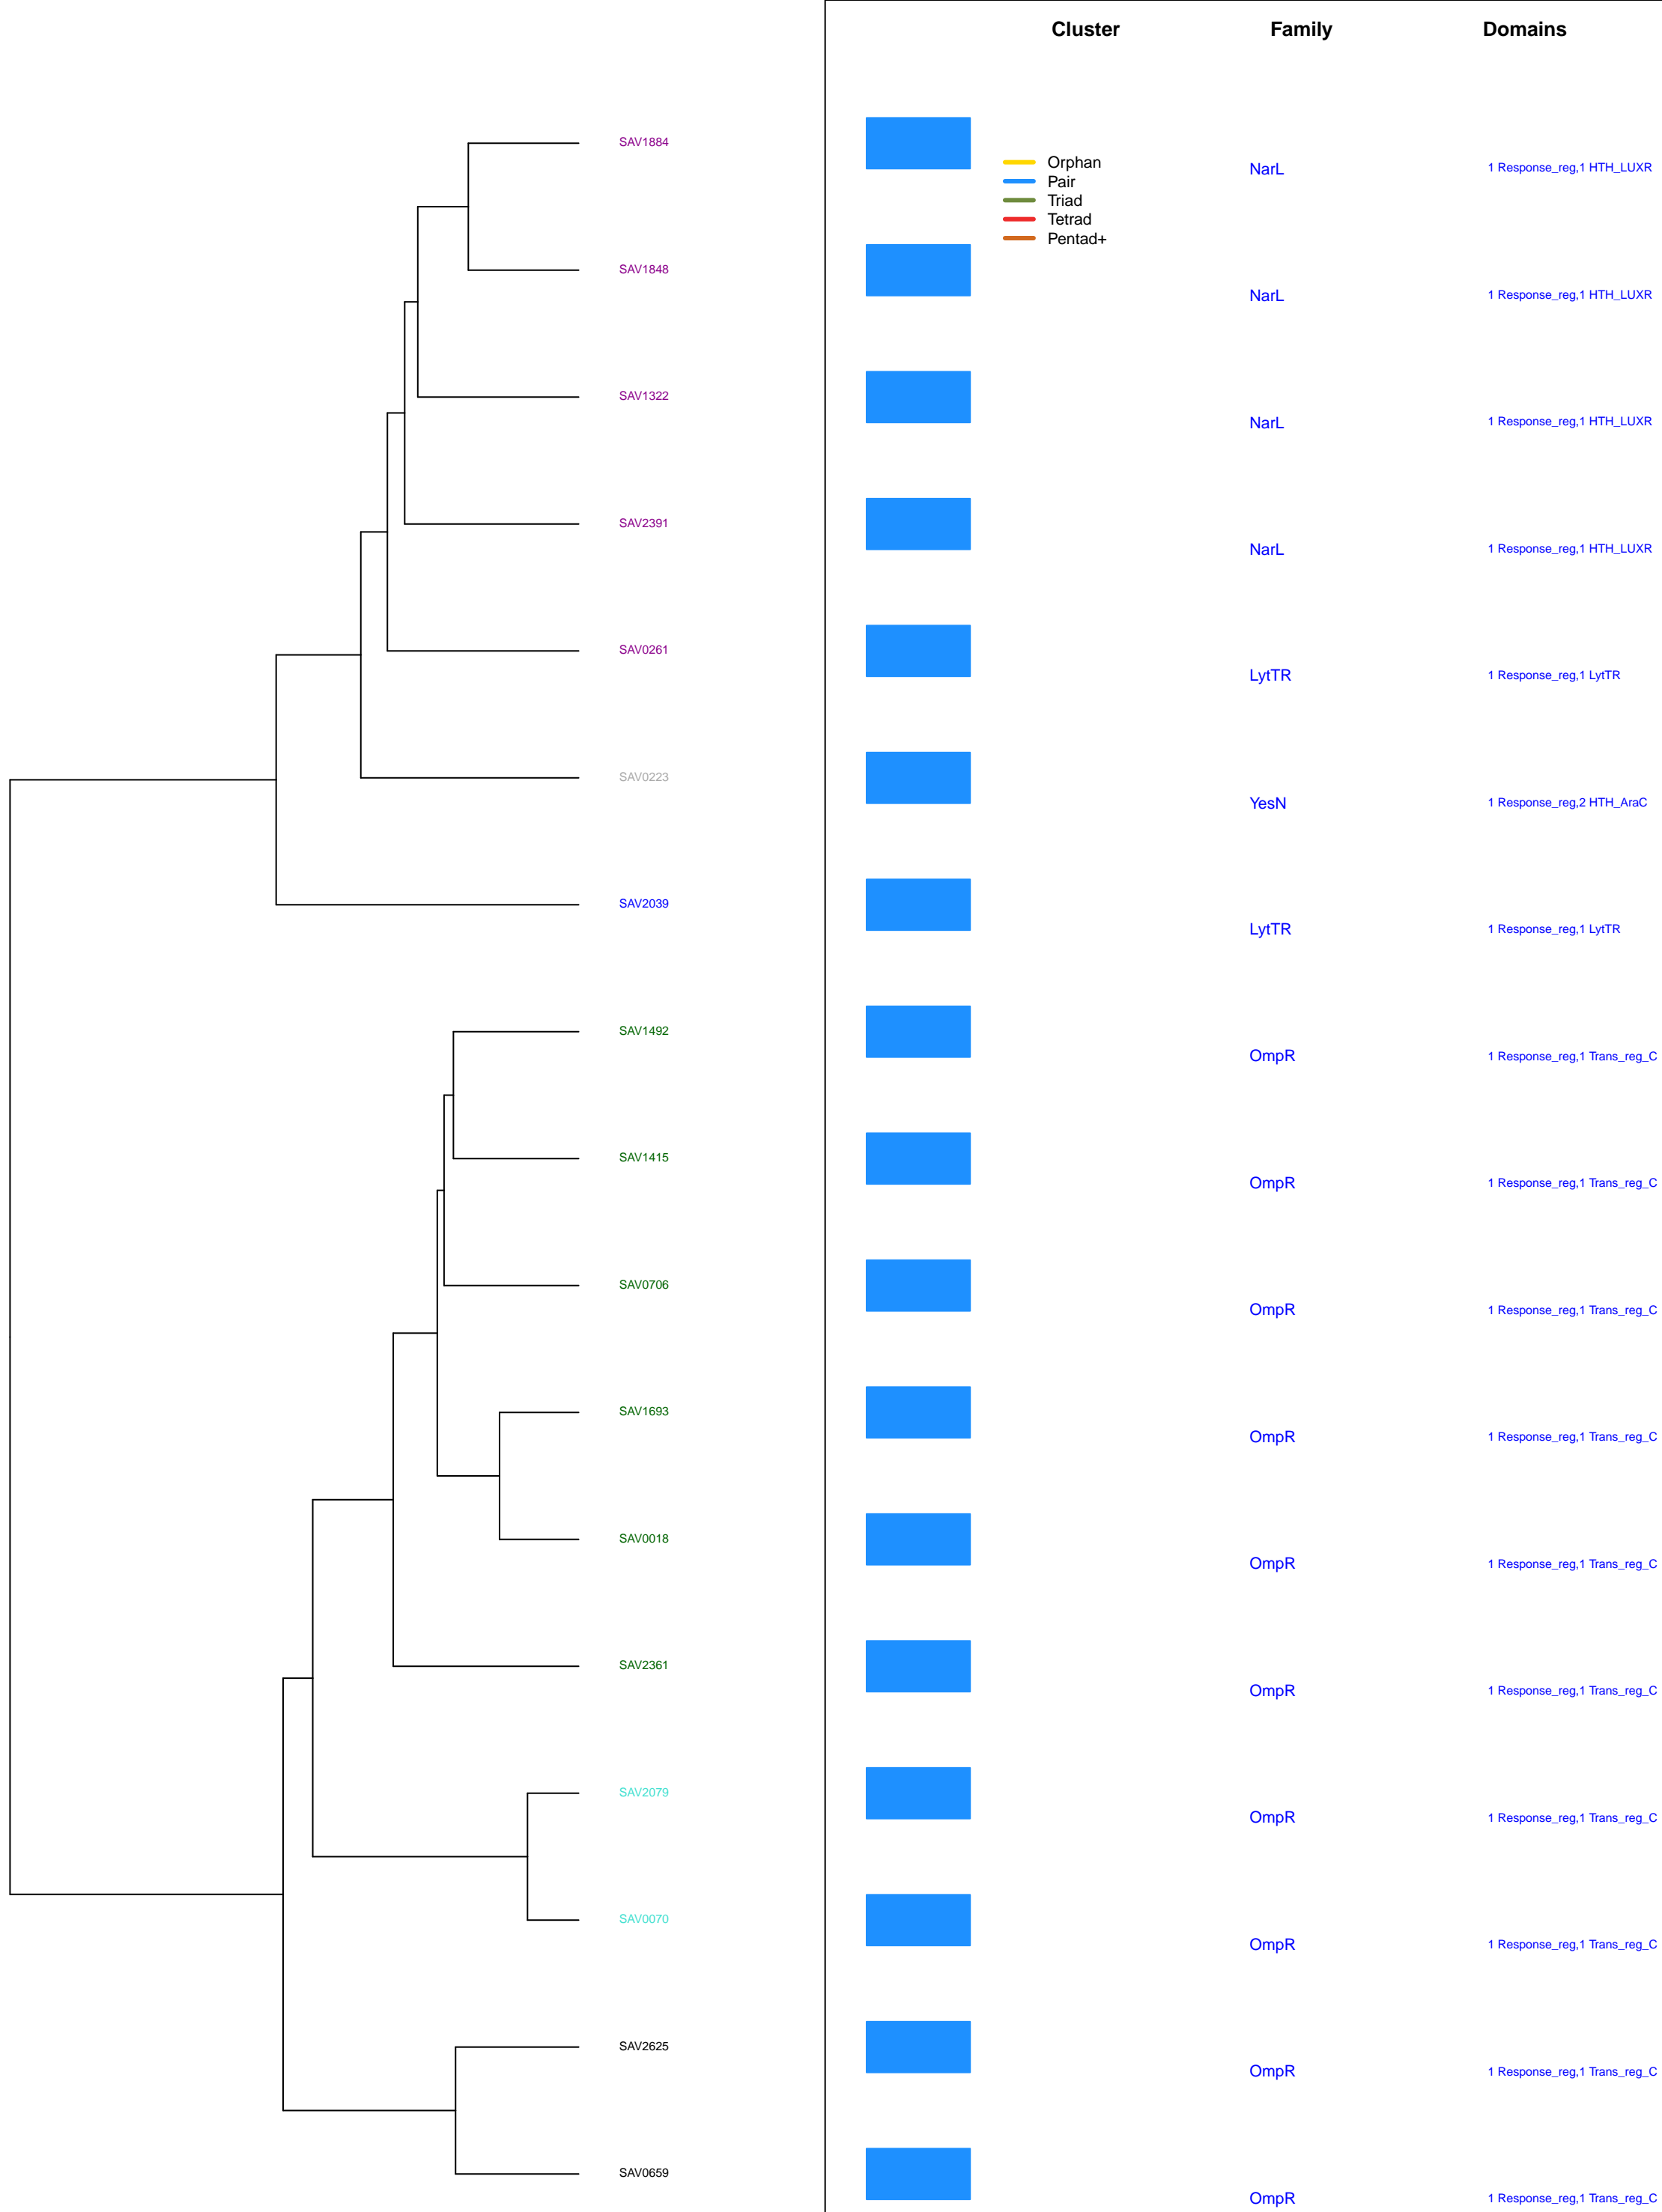 Cluster Family Domains
SAV1884
Orphan
NarL 1 Response_reg,1 HTH_LUXR
Pair
Triad
Tetrad
Pentad+
SAV1848
NarL 1 Response_reg,1 HTH_LUXR
SAV1322
NarL 1 Response_reg,1 HTH_LUXR
SAV2391
NarL 1 Response_reg,1 HTH_LUXR
SAV0261
LytTR 1 Response_reg,1 LytTR
SAV0223
YesN 1 Response_reg,2 HTH_AraC
SAV2039
LytTR 1 Response_reg,1 LytTR
SAV1492
OmpR 1 Response_reg,1 Trans_reg_C
SAV1415
OmpR 1 Response_reg,1 Trans_reg_C
SAV0706
OmpR 1 Response_reg,1 Trans_reg_C
SAV1693
OmpR 1 Response_reg,1 Trans_reg_C
SAV0018
OmpR 1 Response_reg,1 Trans_reg_C
SAV2361
OmpR 1 Response_reg,1 Trans_reg_C
SAV2079
OmpR 1 Response_reg,1 Trans_reg_C
SAV0070
OmpR 1 Response_reg,1 Trans_reg_C
SAV2625
OmpR 1 Response_reg,1 Trans_reg_C
SAV0659
OmpR 1 Response_reg,1 Trans_reg_C